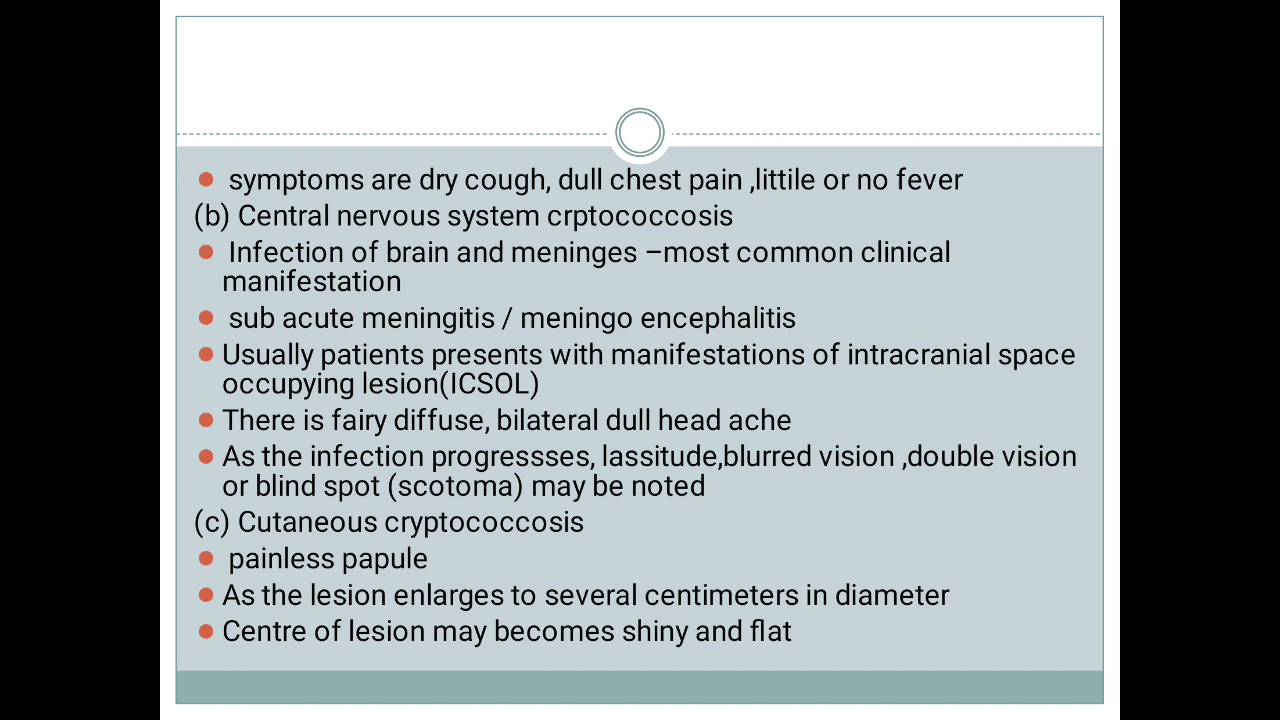 symptoms are dry cough, dull chest pain ,littile or no fever
(b) Central nervous system crptococcosis
Infection of brain and meninges –most common clinical
manifestation
sub acute meningitis / meningo encephalitis
Usually patients presents with manifestations of intracranial space
occupying lesion(ICSOL)
There is fairy diffuse, bilateral dull head ache
As the infection progressses, lassitude,blurred vision ,double vision
or blind spot (scotoma) may be noted
(c) Cutaneous cryptococcosis
painless papule
As the lesion enlarges to several centimeters in diameter
Centre of lesion may becomes shiny and flat